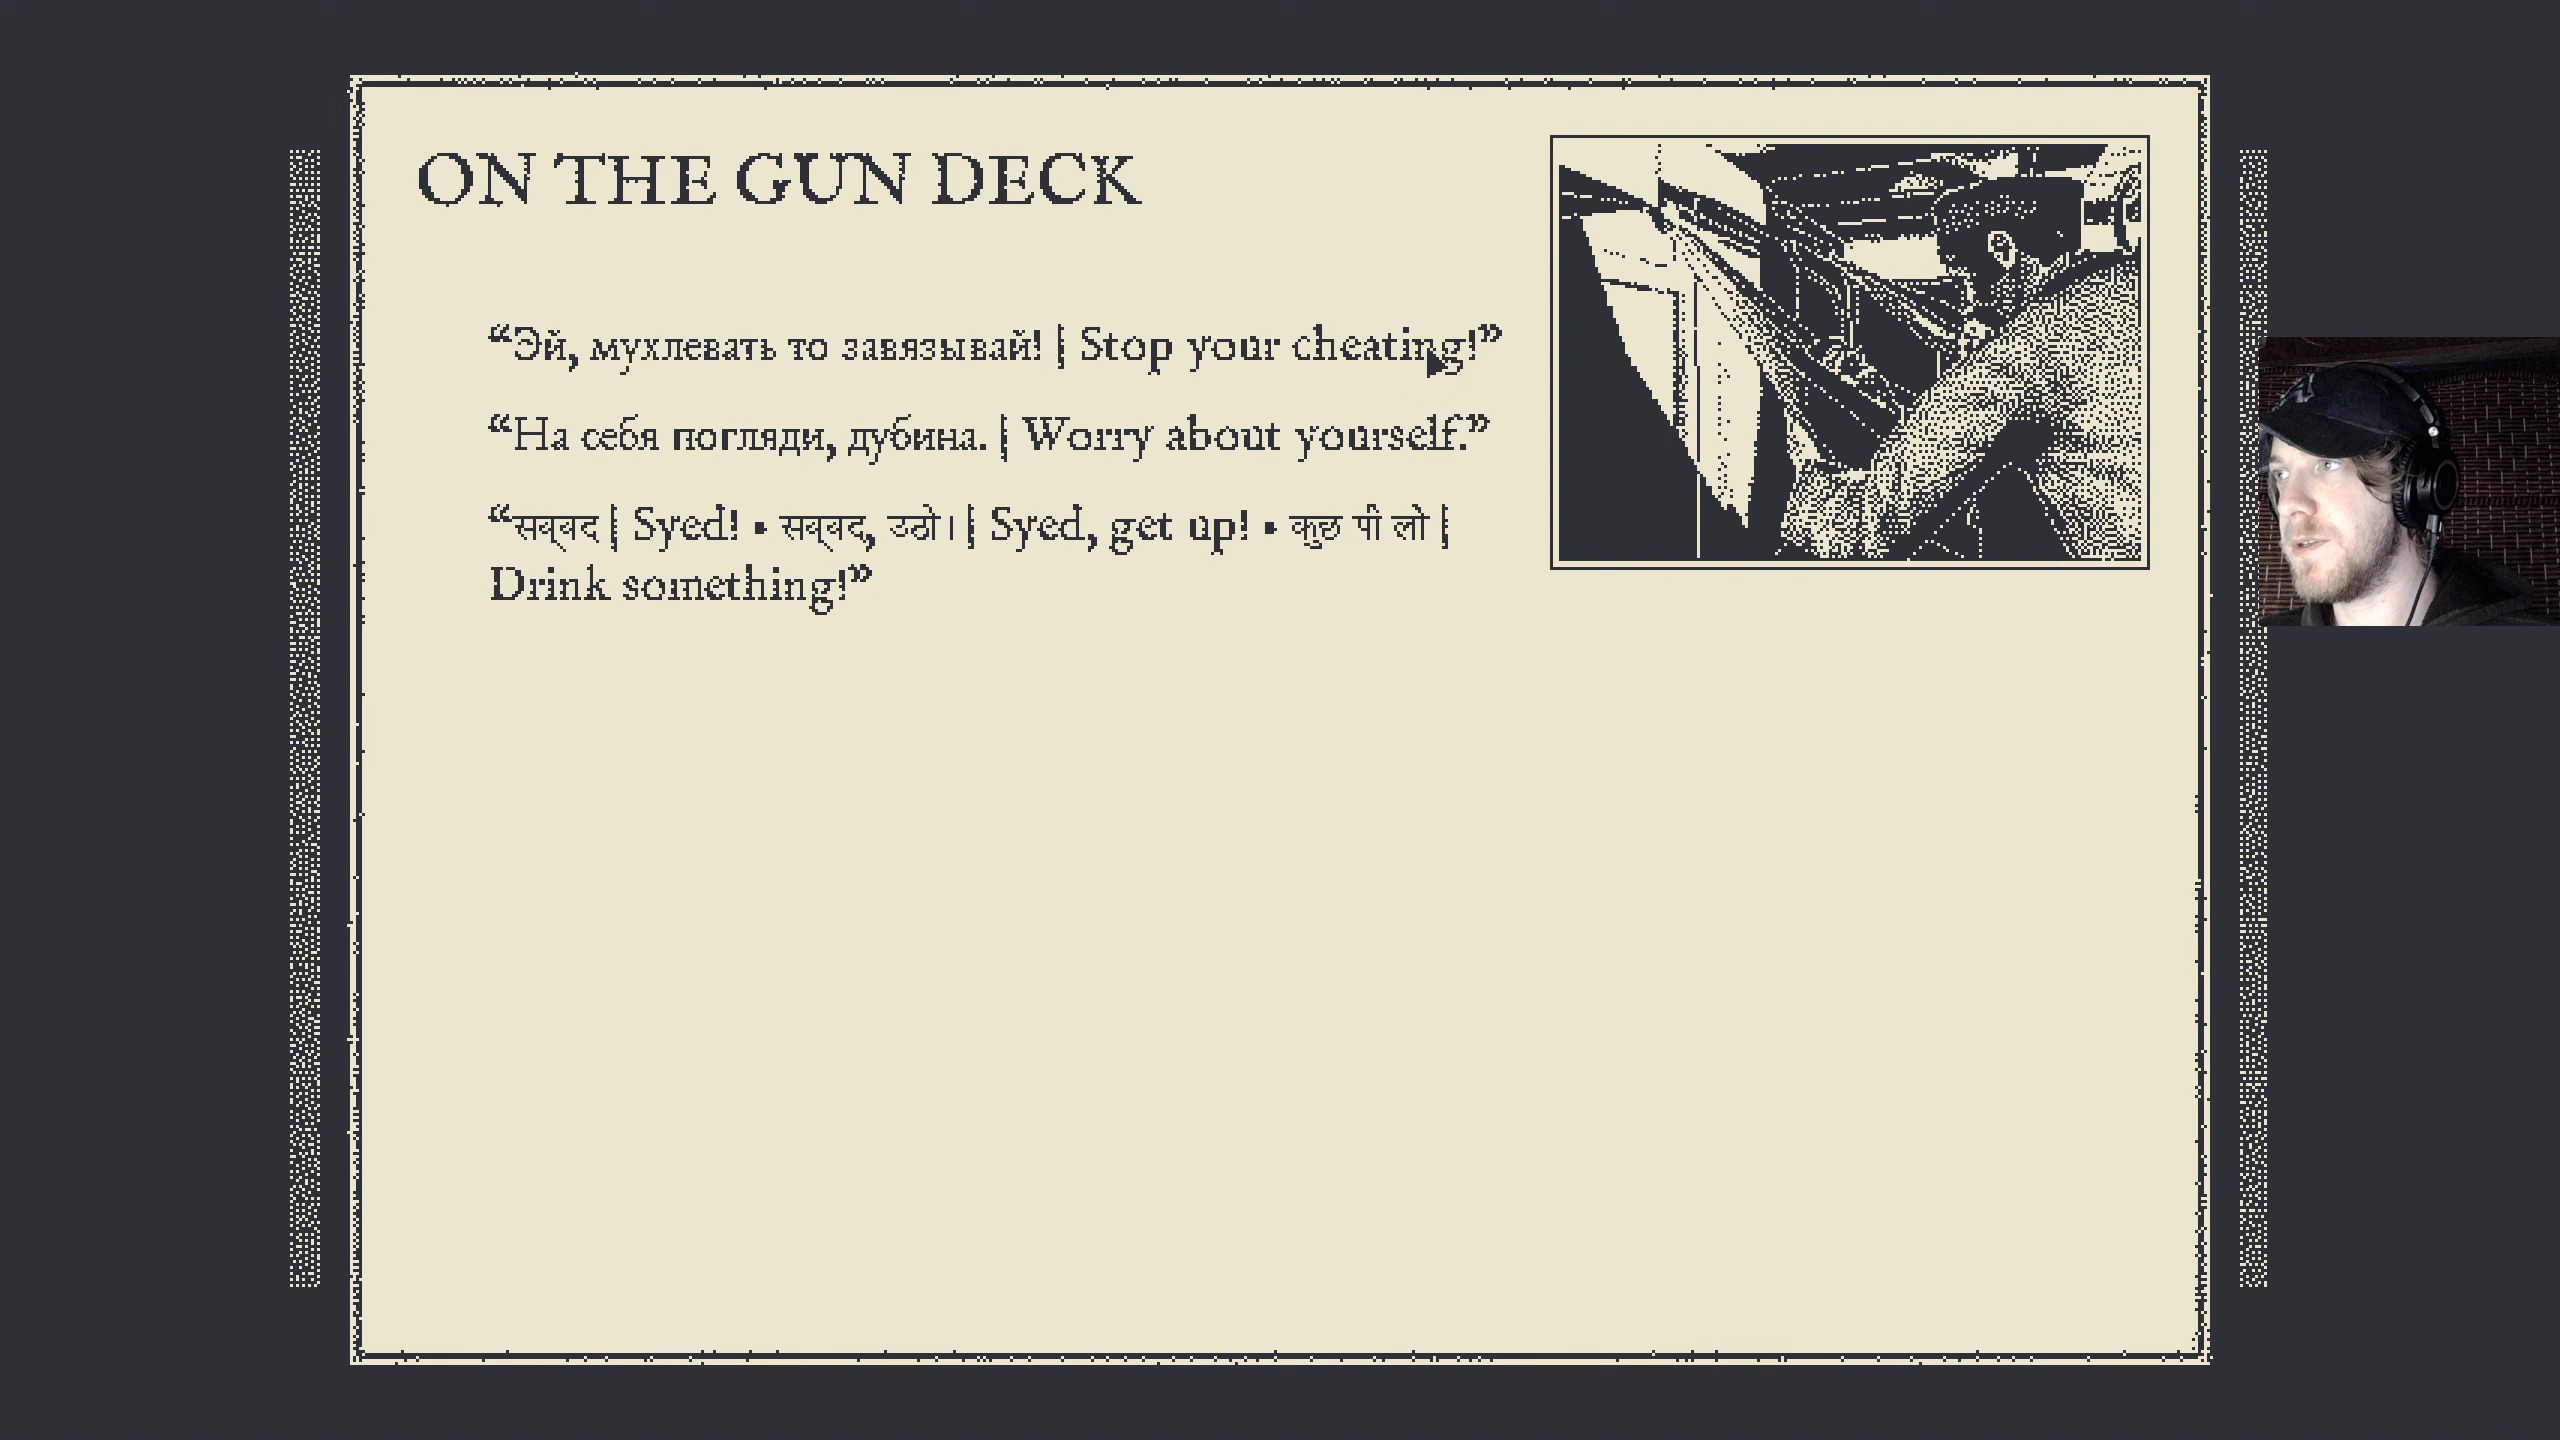 ON THE GUN DECK
“Эй, мухлевать то завязывай! | Stop your cheating!”
“На себя погляди, дубина. | Worry about yourself.”
“सय्यद | Syed! • सय्यद, उठो। | Syed, get up! • कुछ पी लो |
Drink something!”